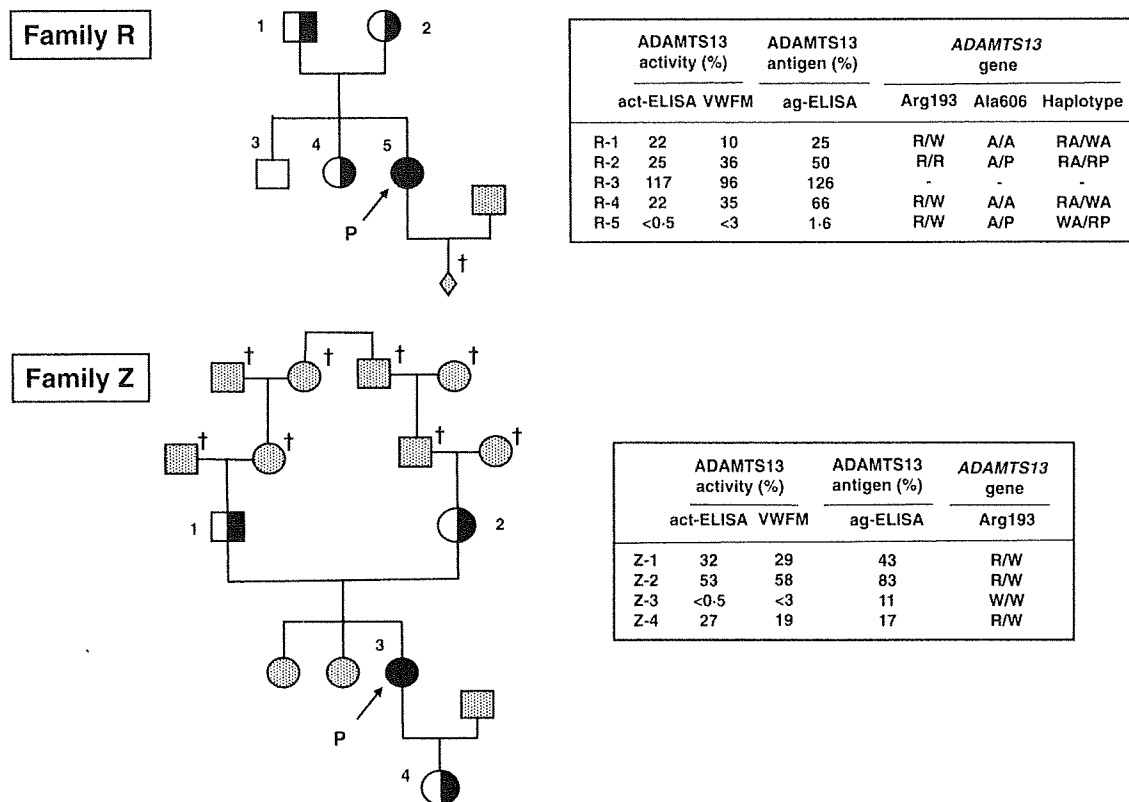 Family R
1
2
3
4
5
P
†
ADAMTS13 activity (%) ADAMTS13 antigen (%) ADAMTS13 gene
act-ELISA VWFM ag-ELISA Arg193 Ala606 Haplotype
R-1 22 10 25 R/W A/A RA/WA
R-2 25 36 50 R/R A/P RA/RP
R-3 117 96 126 - - -
R-4 22 35 66 R/W A/A RA/WA
R-5 <0·5 <3 1·6 R/W A/P WA/RP
Family Z
† † † †
† † † †
1
2
3
P
4
ADAMTS13 activity (%) ADAMTS13 antigen (%) ADAMTS13 gene
act-ELISA VWFM ag-ELISA Arg193
Z-1 32 29 43 R/W
Z-2 53 58 83 R/W
Z-3 <0·5 <3 11 W/W
Z-4 27 19 17 R/W